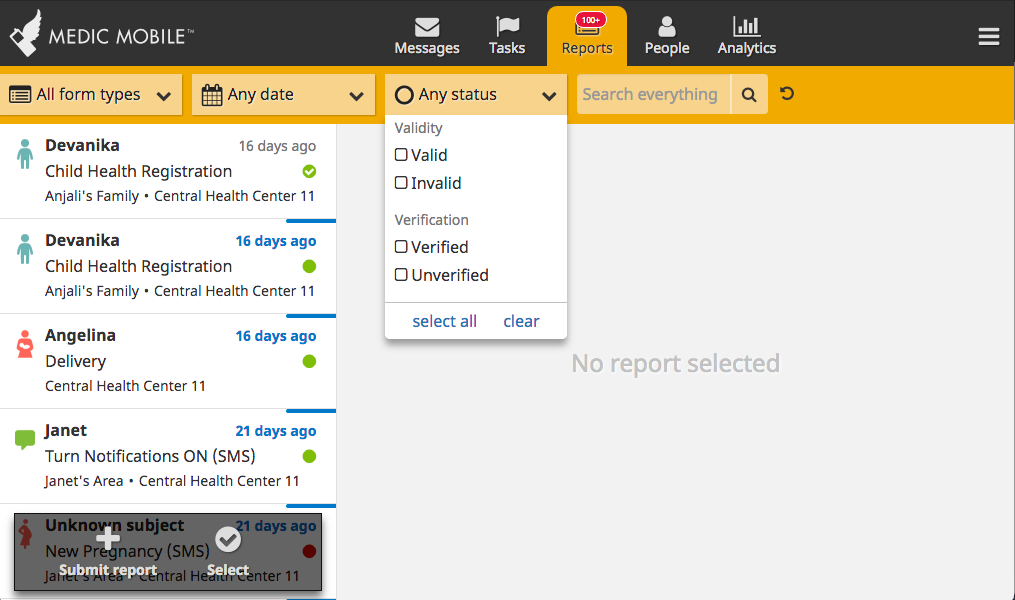 MEDIC MOBILE™
Messages
Tasks
100+
Reports
People
Analytics
All form types
Any date
Any status
Search everything
Validity
Valid
Invalid
Verification
Verified
Unverified
select all clear
Devanika 16 days ago
Child Health Registration
Anjali's Family • Central Health Center 11
Devanika 16 days ago
Child Health Registration
Anjali's Family • Central Health Center 11
Angelina 16 days ago
Delivery
Central Health Center 11
Janet 21 days ago
Turn Notifications ON (SMS)
Janet's Area • Central Health Center 11
Unknown subject 21 days ago
New Pregnancy (SMS)
Janet's Area • Central Health Center 11
Submit report Select
No report selected